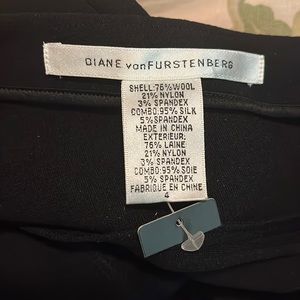 DIANE vonFURSTENBERG
SHELL:76%WOOL
21% NYLON
3% SPANDEX
COMBO:95% SILK
5%SPANDEX
MADE IN CHINA
EXTERIEUR;
76% LAINE
21% NYLON
3% SPANDEX
COMBO:95% SOIE
5% SPANDEX
FABRIQUE EN CHINE
4